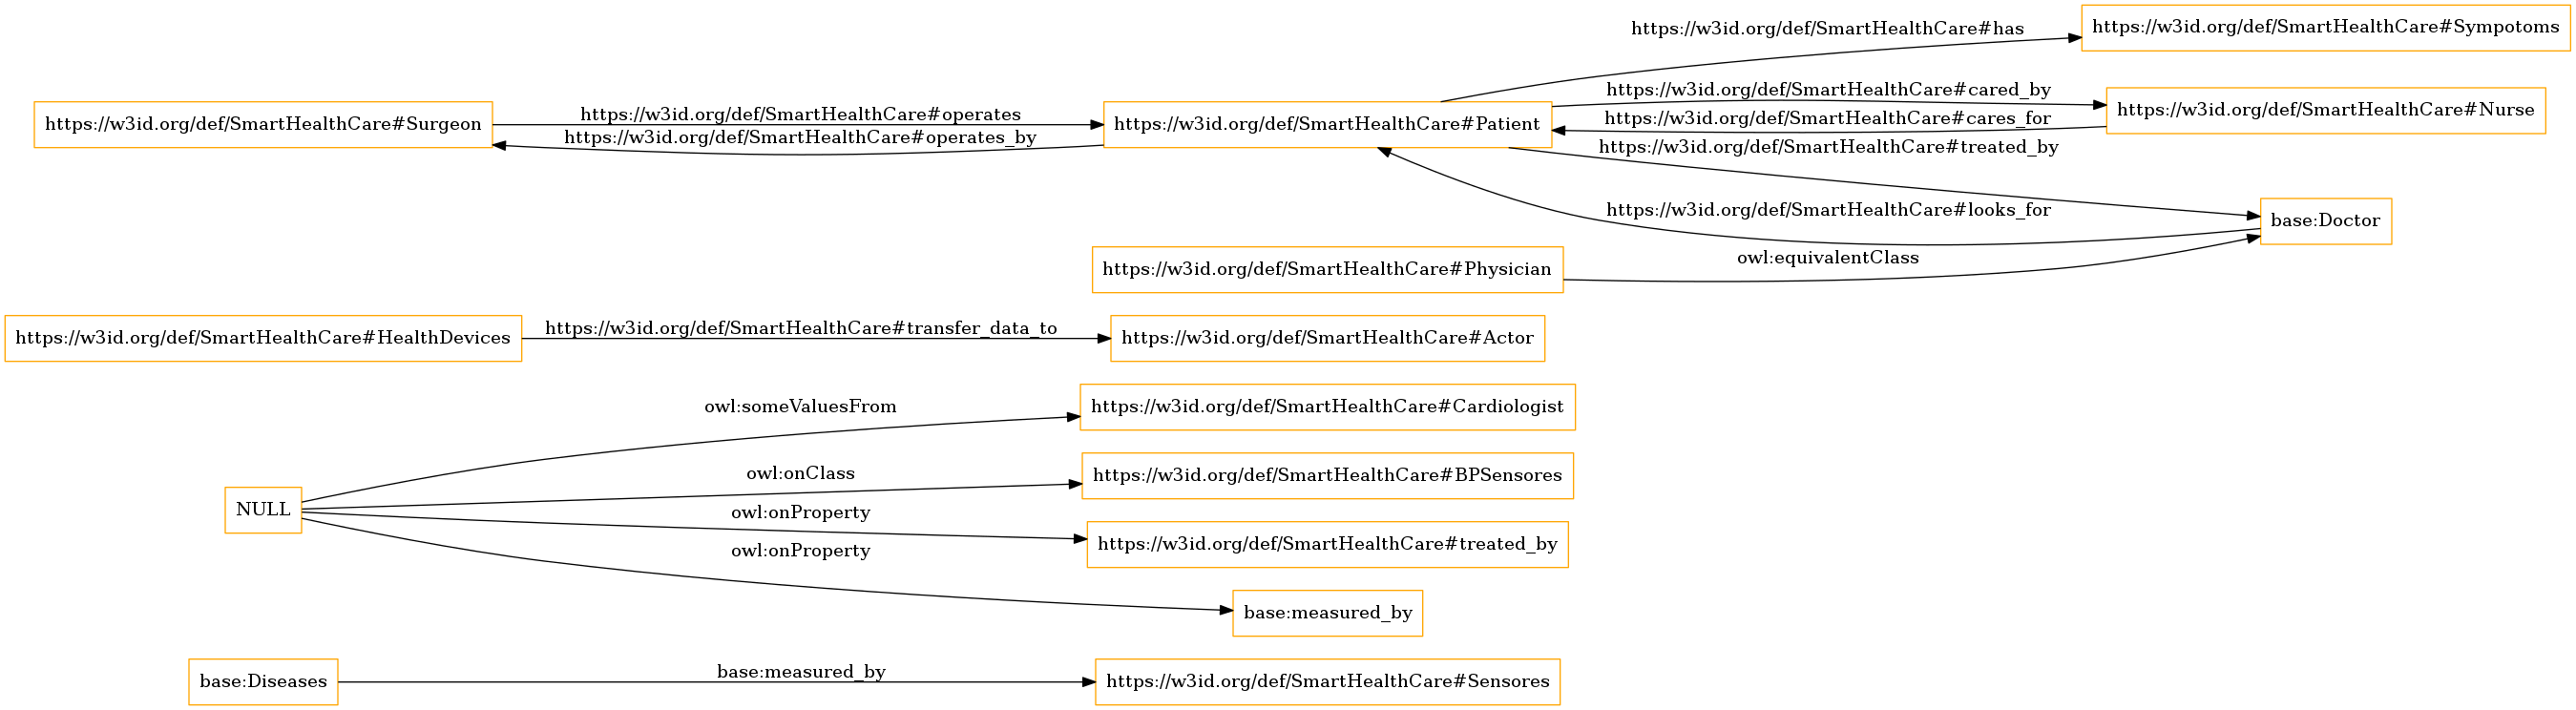 https://w3id.org/def/SmartHealthCare#has
https://w3id.org/def/SmartHealthCare#Sympotoms
https://w3id.org/def/SmartHealthCare#Surgeon
https://w3id.org/def/SmartHealthCare#operates
https://w3id.org/def/SmartHealthCare#operates_by
https://w3id.org/def/SmartHealthCare#Patient
https://w3id.org/def/SmartHealthCare#cared_by
https://w3id.org/def/SmartHealthCare#cares_for
https://w3id.org/def/SmartHealthCare#Nurse
https://w3id.org/def/SmartHealthCare#treated_by
https://w3id.org/def/SmartHealthCare#looks_for
base:Doctor
https://w3id.org/def/SmartHealthCare#Physician
owl:equivalentClass
https://w3id.org/def/SmartHealthCare#HealthDevices
https://w3id.org/def/SmartHealthCare#transfer_data_to
https://w3id.org/def/SmartHealthCare#Actor
NULL
owl:someValuesFrom
https://w3id.org/def/SmartHealthCare#Cardiologist
owl:onClass
https://w3id.org/def/SmartHealthCare#BPSensores
owl:onProperty
https://w3id.org/def/SmartHealthCare#treated_by
owl:onProperty
base:measured_by
base:Diseases
base:measured_by
https://w3id.org/def/SmartHealthCare#Sensores